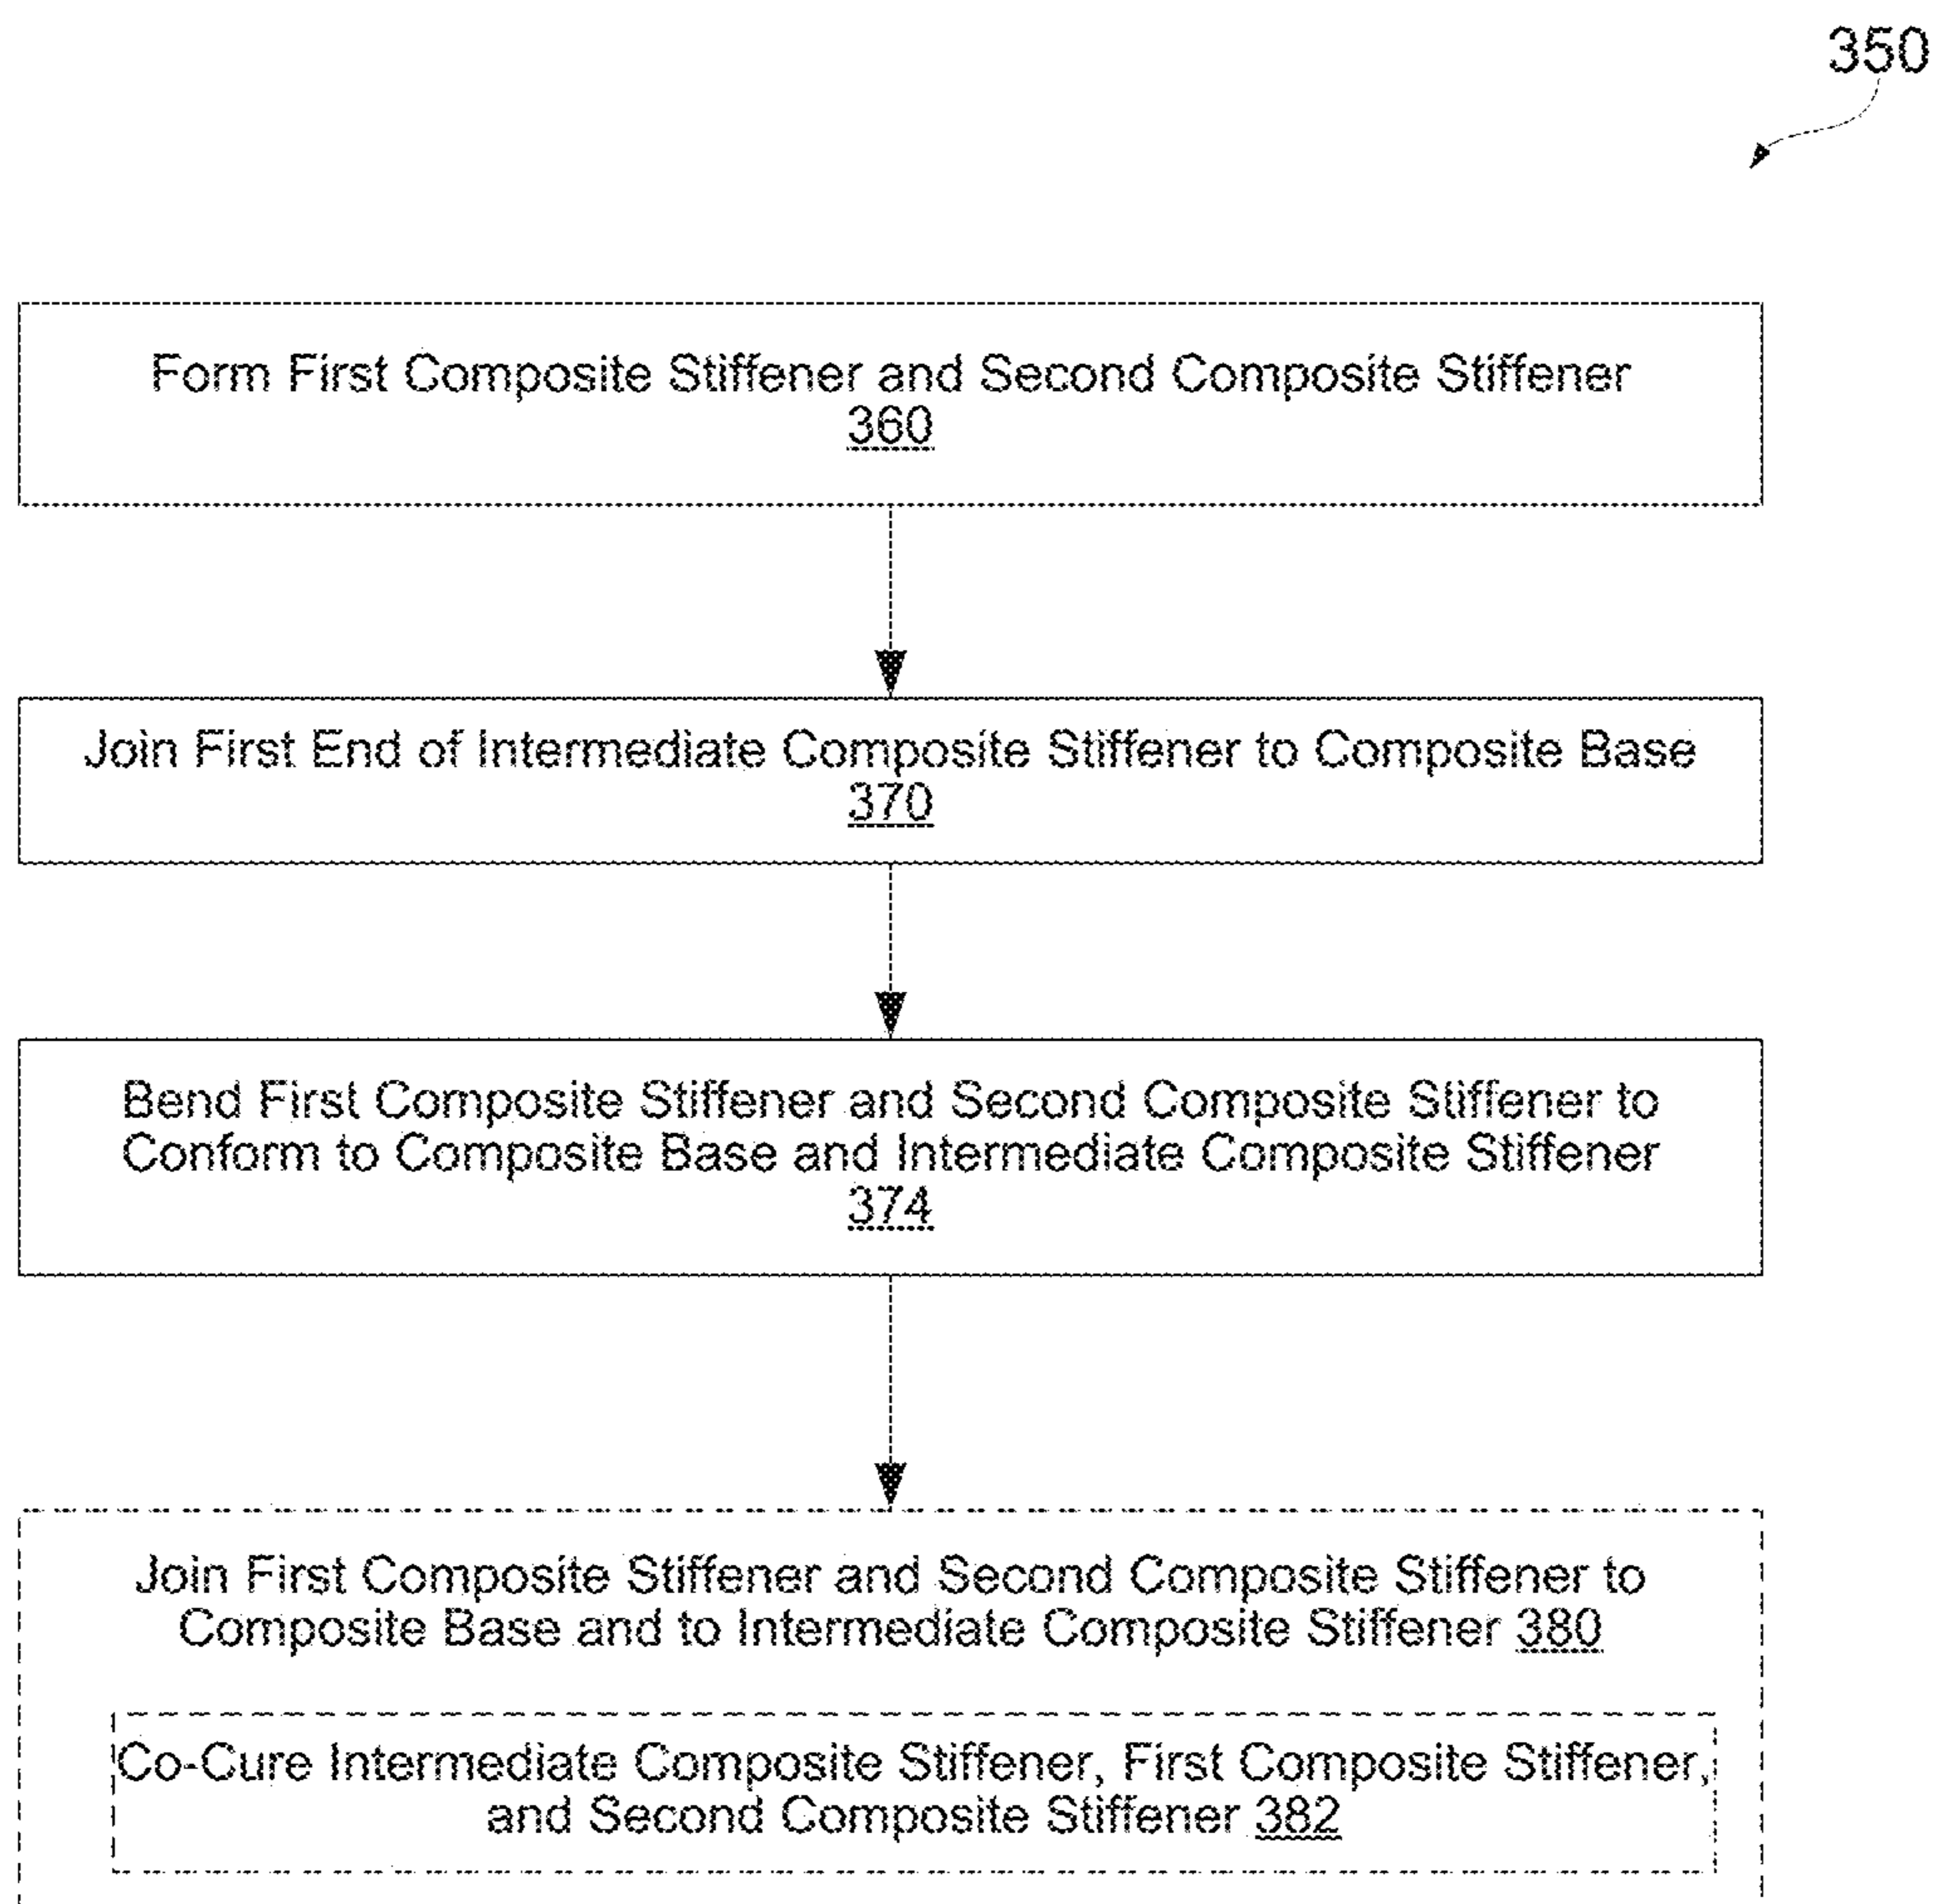 350
Form First Composite Stiffener and Second Composite Stiffener
360
Join First End of Intermediate Composite Stiffener to Composite Base
370
Bend First Composite Stiffener and Second Composite Stiffener to
Conform to Composite Base and Intermediate Composite Stiffener
374
Join First Composite Stiffener and Second Composite Stiffener to
Composite Base and to Intermediate Composite Stiffener 380
Co-Cure Intermediate Composite Stiffener, First Composite Stiffener,
and Second Composite Stiffener 382